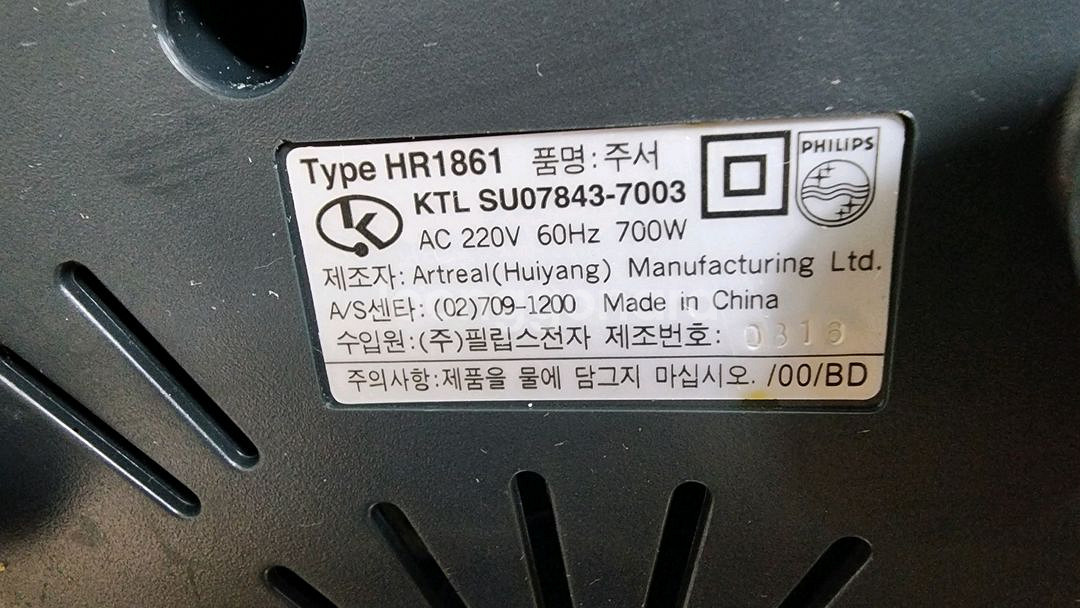 Type HR1861 품명:주서
PHILIPS
KTL SU07843-7003
AC 220V 60Hz 700W
제조자: Artreal(Huiyang) Manufacturing Ltd.
A/S센타: (02)709-1200 Made in China
수입원:(주)필립스전자 제조번호: 0316
주의사항:제품을 물에 담그지 마십시오. /00/BD